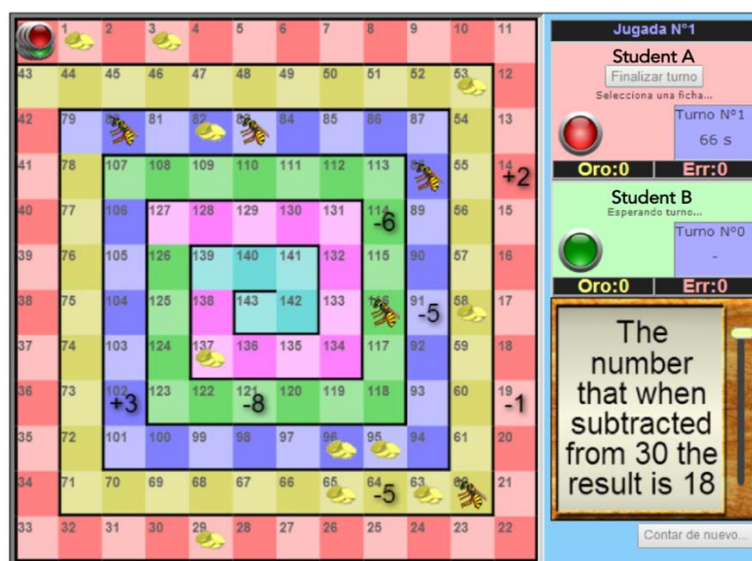 1 2 3 4 5 6 7 8 9 10 11
43 44 45 46 47 48 49 50 51 52 53 12
42 79 80 81 82 83 84 85 86 87 54 13
41 78 107 108 109 110 111 112 113 88 55 14
+2
40 77 106 127 128 129 130 131 114 89 56 15
-6
39 76 105 126 139 140 141 132 115 90 57 16
38 75 104 125 138 143 142 133 116 91 58 17
-5
37 74 103 124 137 136 135 134 117 92 59 18
36 73 102 123 122 121 120 119 118 93 60 19
+3 -8 -1
35 72 101 100 99 98 97 96 95 94 61 20
34 71 70 69 68 67 66 65 64 63 62 21
-5
33 32 31 30 29 28 27 26 25 24 23 22
Jugada N°1
Student A
Finalizar turno
Selecciona una ficha...
Turno N°1
66 s
Oro:0 Err:0
Student B
Esperando turno...
Turno N°0
-
Oro:0 Err:0
The
number
that when
subtracted
from 30 the
result is 18
Contar de nuevo...